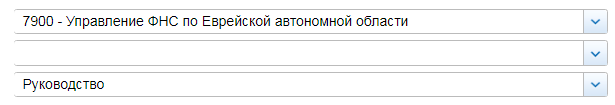 7900 - Управление ФНС по Еврейской автономной области
Руководство